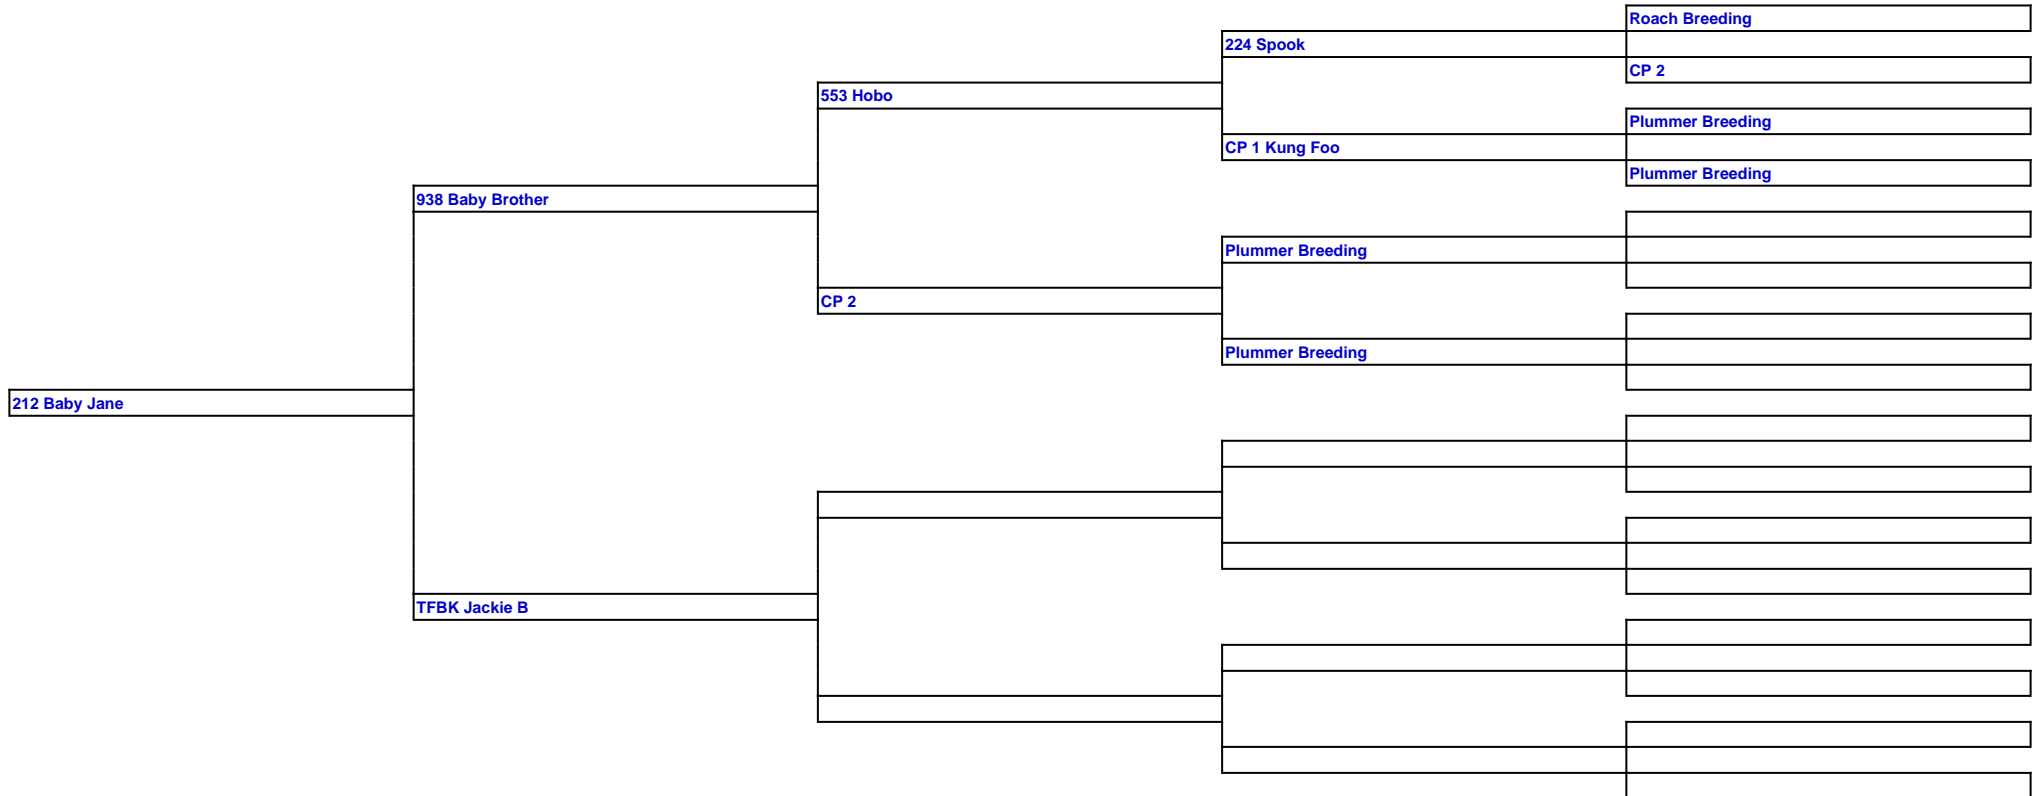 Roach Breeding
224 Spook
CP 2
553 Hobo
Plummer Breeding
CP 1 Kung Foo
Plummer Breeding
938 Baby Brother
Plummer Breeding
CP 2
Plummer Breeding
212 Baby Jane
TFBK Jackie B